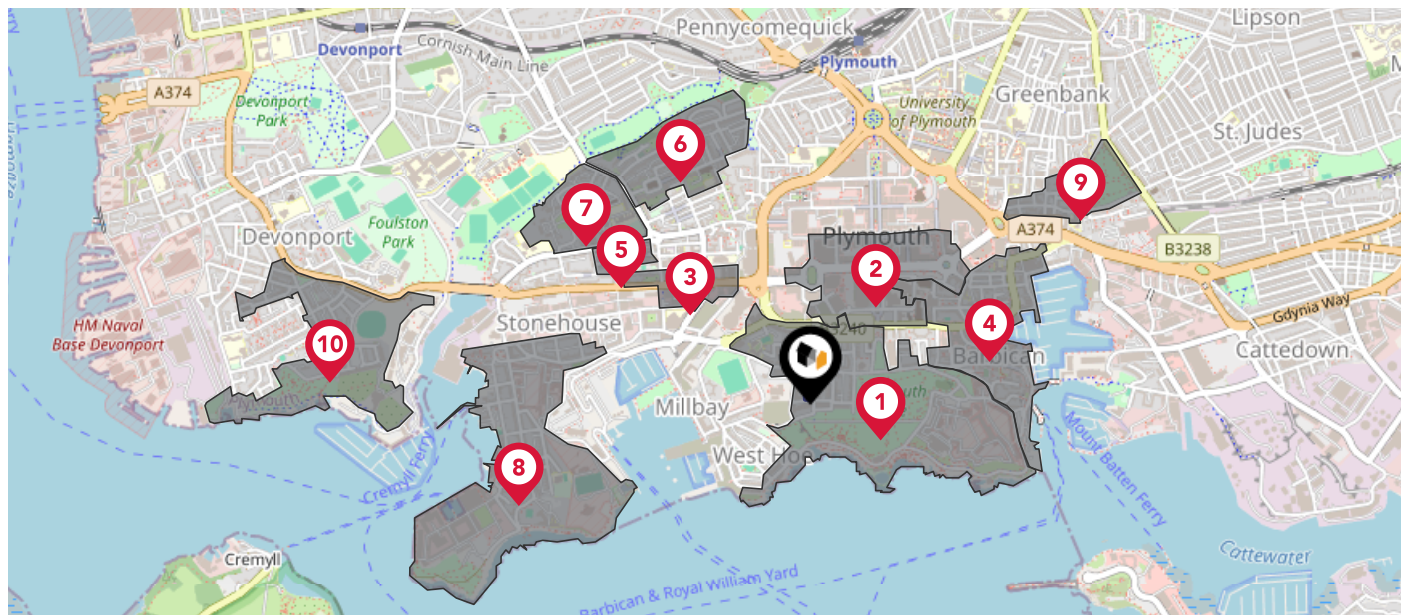 Lipson
Pennycomequick
Devonport
Cornish Main Line
Plymouth
A374
Devonport
Park
University
of Plymouth
Greenbank
St. Judes
6
9
7
Foulston
Park
Devonport
5
Plymouth
A374
B3238
3
2
HM Naval
Base Devonport
10
Stonehouse
4
Gdynia Way
Barbican
Cattedown
Millbay
1
West Hoe
8
Cremyll Ferry
Mount Batten Ferry
Cremyll
Cattewater
Barbican & Royal William Yard